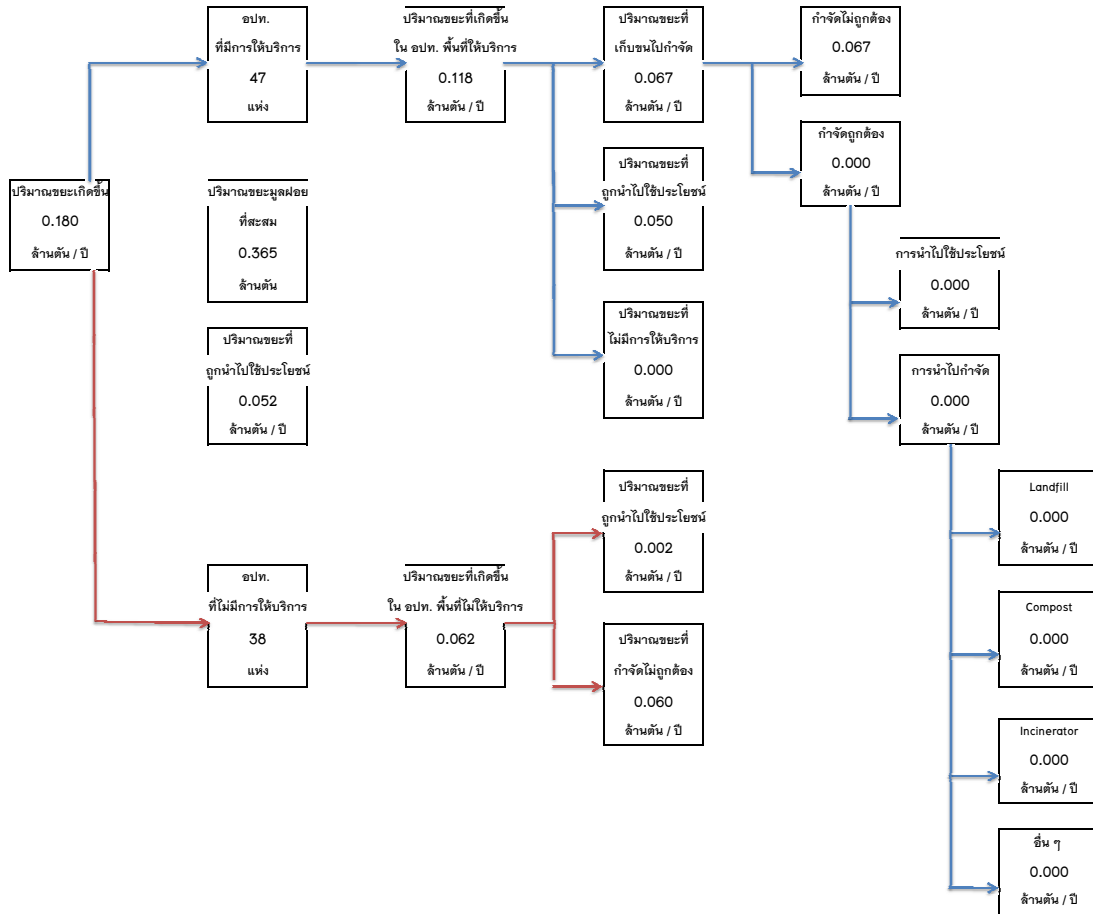 ปริมาณขยะเกิดขึ้น
0.180
ล้านตัน / ปี
อปท.
ที่มีการให้บริการ
47
แห่ง
ปริมาณขยะที่เกิดขึ้น
ใน อปท. พื้นที่ให้บริการ
0.118
ล้านตัน / ปี
ปริมาณขยะที่
เก็บขนไปกำจัด
0.067
ล้านตัน / ปี
กำจัดไม่ถูกต้อง
0.067
ล้านตัน / ปี
กำจัดถูกต้อง
0.000
ล้านตัน / ปี
ปริมาณขยะมูลฝอย
ที่สะสม
0.365
ล้านตัน
ปริมาณขยะที่
ถูกนำไปใช้ประโยชน์
0.050
ล้านตัน / ปี
การนำไปใช้ประโยชน์
0.000
ล้านตัน / ปี
ปริมาณขยะที่
ถูกนำไปใช้ประโยชน์
0.052
ล้านตัน / ปี
ปริมาณขยะที่
ไม่มีการให้บริการ
0.000
ล้านตัน / ปี
การนำไปกำจัด
0.000
ล้านตัน / ปี
อปท.
ที่ไม่มีการให้บริการ
38
แห่ง
ปริมาณขยะที่เกิดขึ้น
ใน อปท. พื้นที่ไม่ให้บริการ
0.062
ล้านตัน / ปี
ปริมาณขยะที่
ถูกนำไปใช้ประโยชน์
0.002
ล้านตัน / ปี
ปริมาณขยะที่
กำจัดไม่ถูกต้อง
0.060
ล้านตัน / ปี
Landfill
0.000
ล้านตัน / ปี
Compost
0.000
ล้านตัน / ปี
Incinerator
0.000
ล้านตัน / ปี
อื่น ๆ
0.000
ล้านตัน / ปี